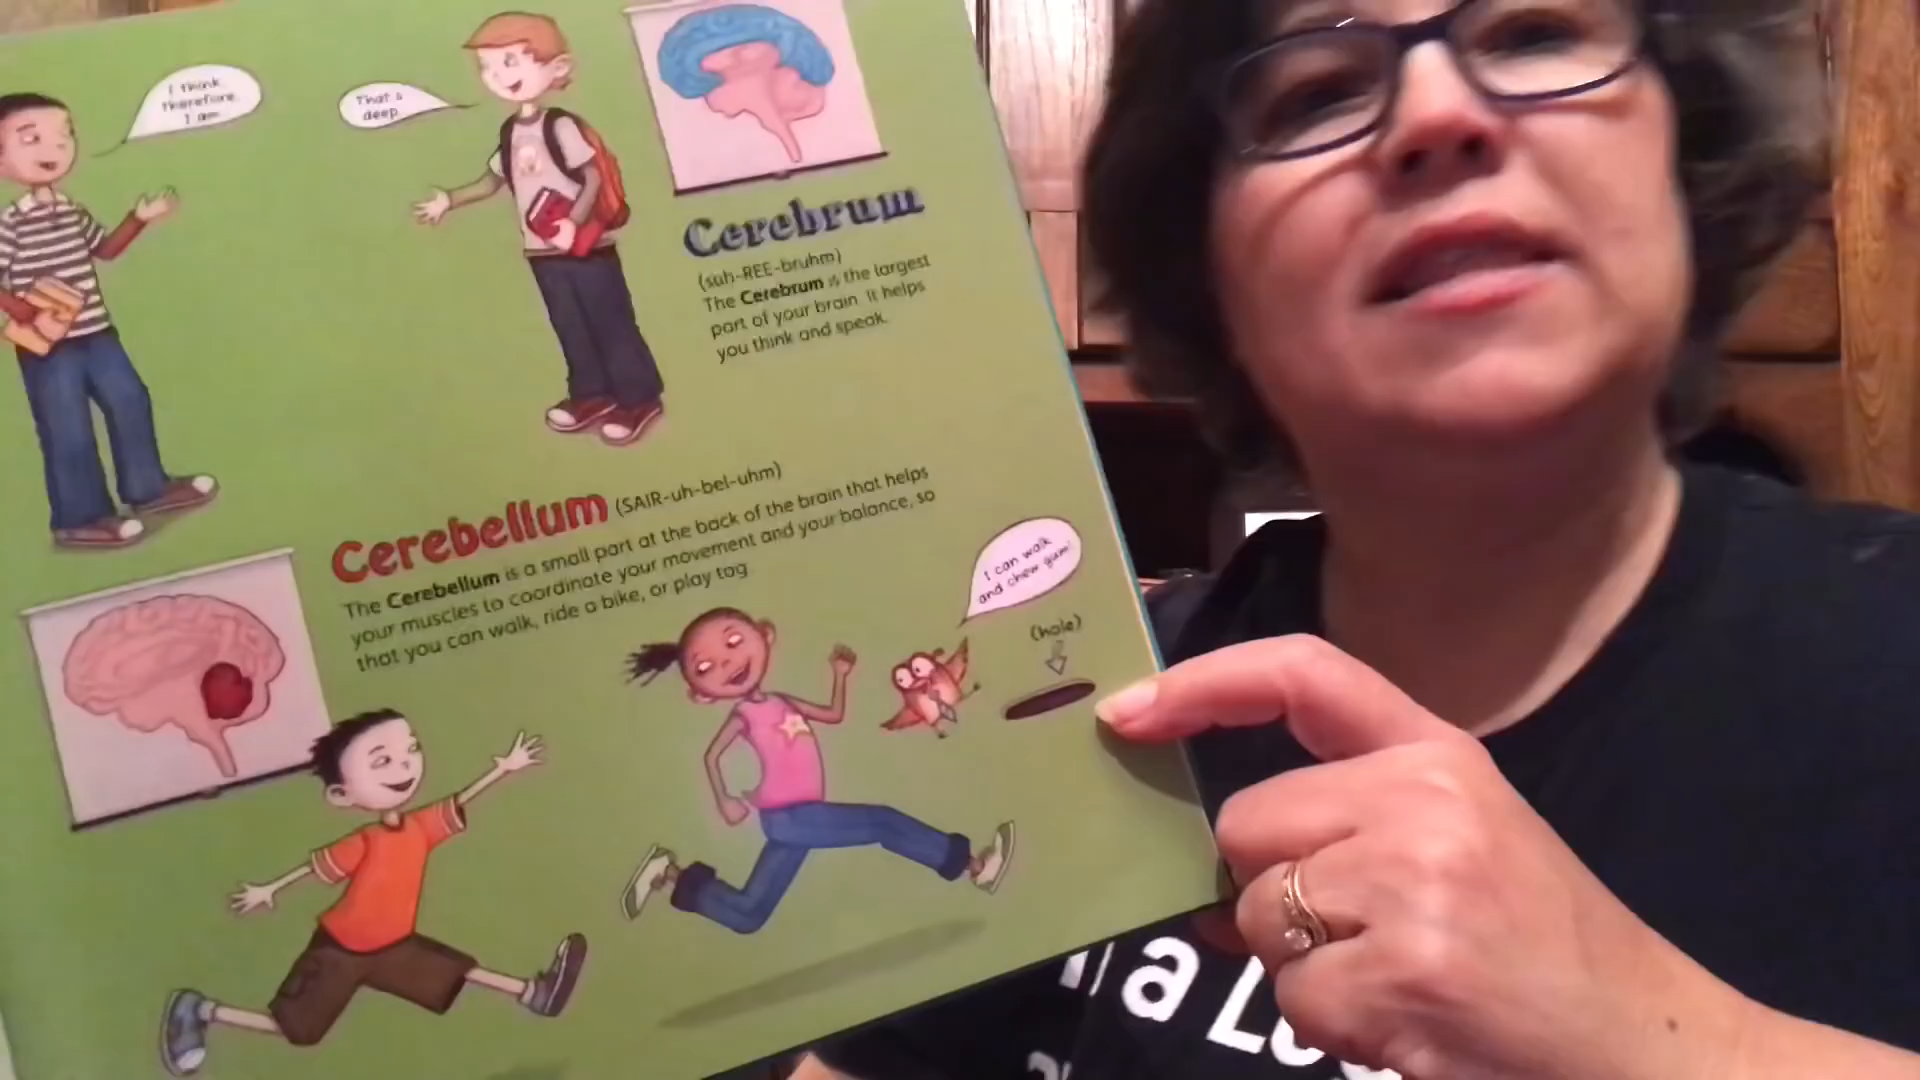 I think,
therefore,
I am
That's
deep.
Cerebrum
(suh-REE-bruhm)
The Cerebrum is the largest
part of your brain. It helps
you think and speak.
Cerebellum (SAIR-uh-bel-uhm)
The Cerebellum is a small part at the back of the brain that helps
your muscles to coordinate your movement and your balance, so
that you can walk, ride a bike, or play tag
I can walk
and chew gum!
(hole)
a